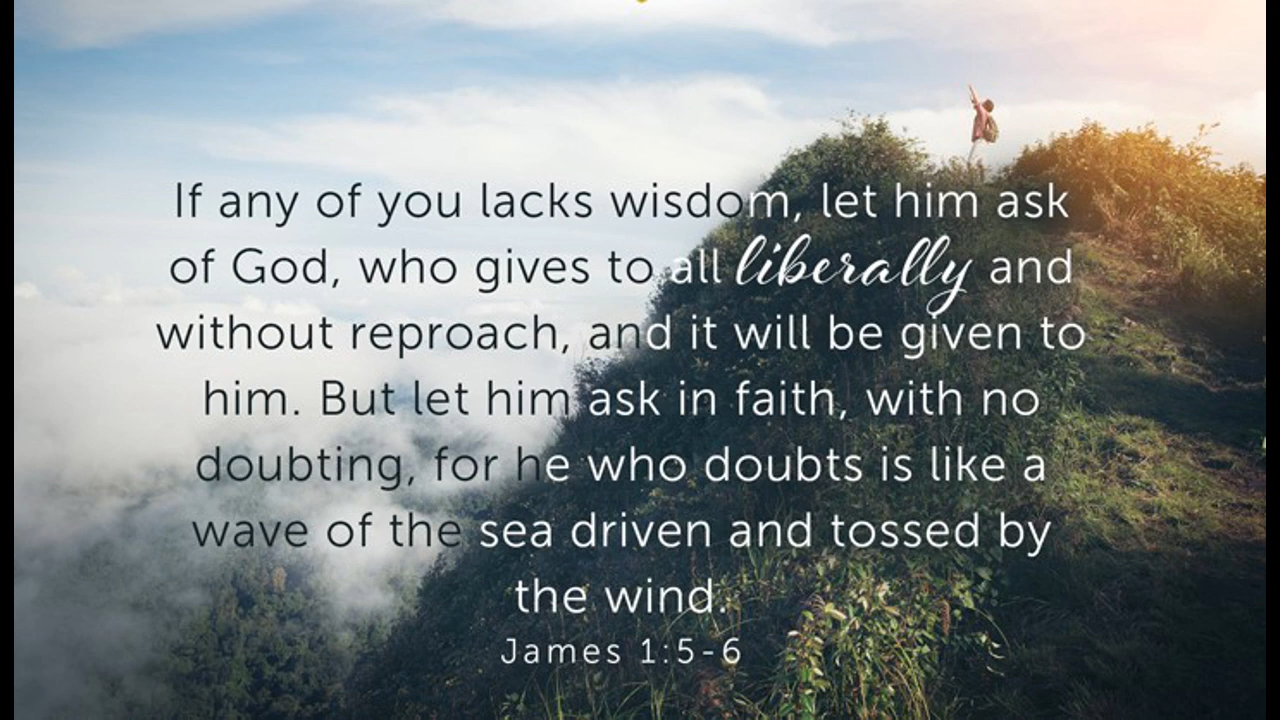 If any of you lacks wisdom, let him ask
of God, who gives to all liberally and
without reproach, and it will be given to
him. But let him ask in faith, with no
doubting, for he who doubts is like a
wave of the sea driven and tossed by
the wind.
James 1:5-6